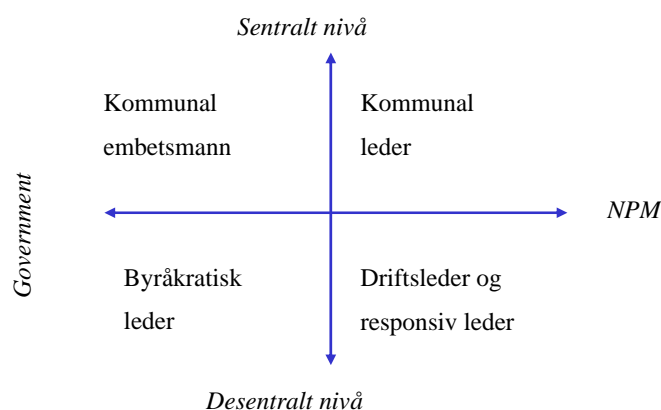 Sentralt nivå
Kommunal
embetsmann
Kommunal
leder
Government
NPM
Byråkratisk
leder
Driftsleder og
responsiv leder
Desentralt nivå